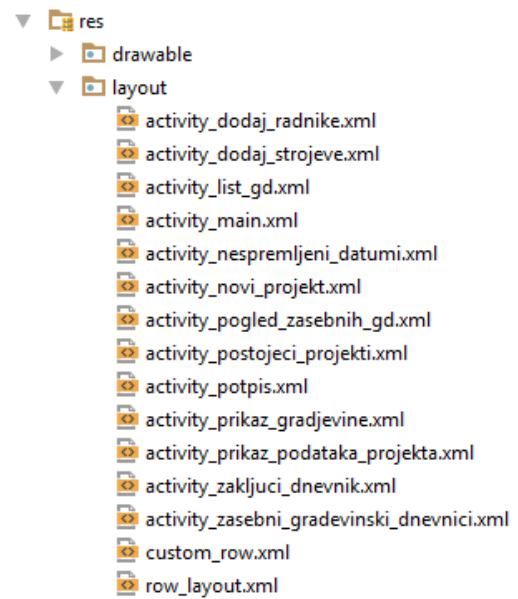 res
drawable
layout
activity_dodaj_radnike.xml
activity_dodaj_strojeve.xml
activity_list_gd.xml
activity_main.xml
activity_nespremljeni_datumi.xml
activity_novi_projekt.xml
activity_pogled_zasebnih_gd.xml
activity_postojeci_projekti.xml
activity_potpis.xml
activity_prikaz_gradjevine.xml
activity_prikaz_podataka_projekta.xml
activity_zakljuci_dnevnik.xml
activity_zasebni_gradevinski_dnevnici.xml
custom_row.xml
row_layout.xml